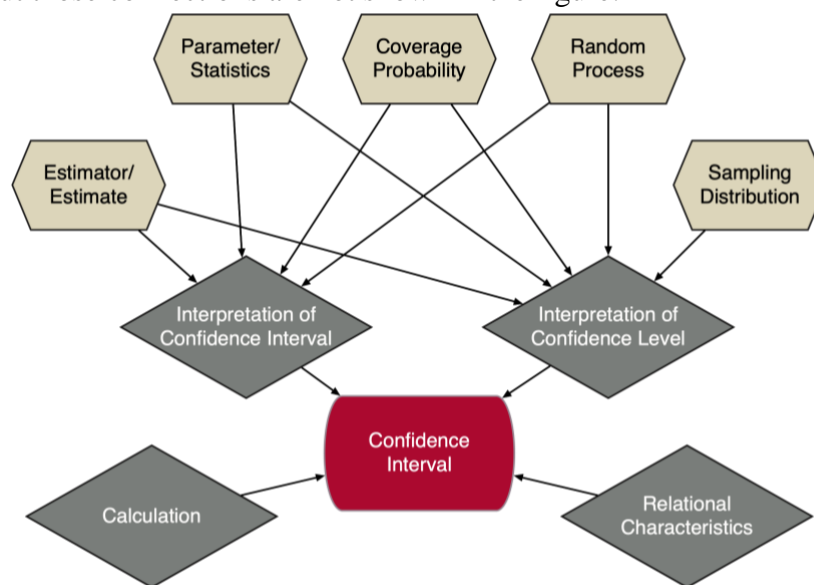 Parameter/
Statistics
Coverage
Probability
Random
Process
Estimator/
Estimate
Sampling
Distribution
Interpretation of
Confidence Interval
Interpretation of
Confidence Level
Confidence
Interval
Calculation
Relational
Characteristics